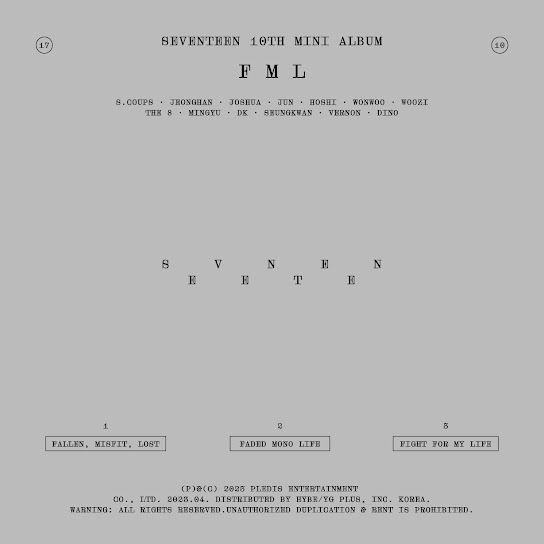 17
SEVENTEEN 10TH MINI ALBUM
10
F M L
S.COUPS · JEONGHAN · JOSHUA · JUN · HOSHI · WONWOO · WOOZI
THE 8 · MINGYU · DK · SEUNGKWAN · VERNON · DINO
S V N E N
E E T E
1
2
3
FALLEN, MISFIT, LOST
FADED MONO LIFE
FIGHT FOR MY LIFE
(P)&(C) 2023 PLEDIS ENTERTAINMENT
CO., LTD. 2023.04. DISTRIBUTED BY HYBE/YG PLUS, INC. KOREA.
WARNING: ALL RIGHTS RESERVED.UNAUTHORIZED DUPLICATION & RENT IS PROHIBITED.